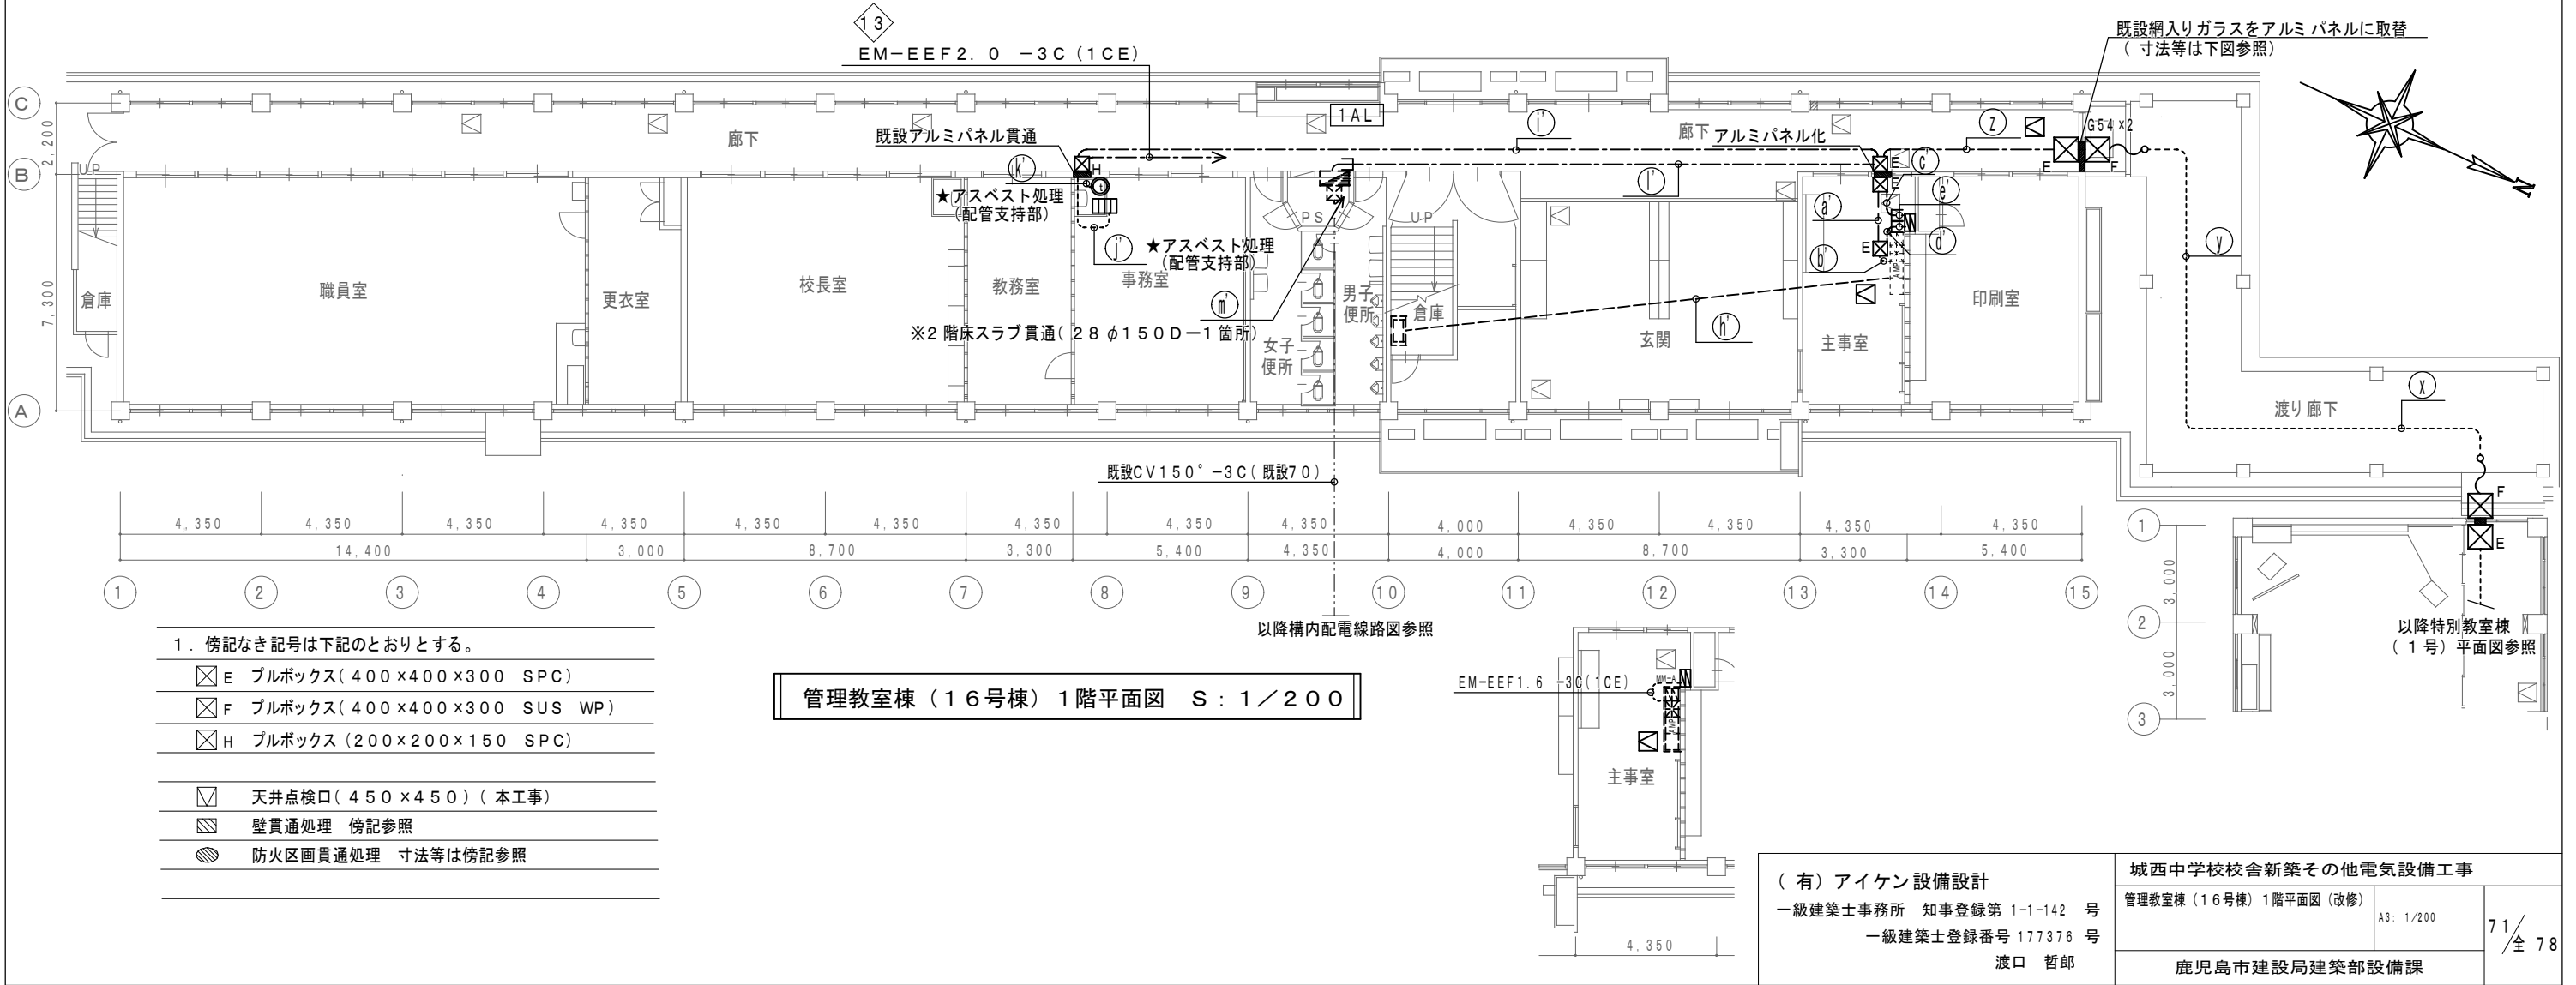 13
EM-EEF2.0 -3C(1CE)
既設網入りガラスをアルミパネルに取替
(寸法等は下図参照)
C
B
A
2,200
7,300
1AL
廊下
既設アルミパネル貫通
i'
廊下
アルミパネル化
z
G54×2
E
F
UP
k'
H
★アスベスト処理
(配管支持部)
j'
★アスベスト処理
(配管支持部)
l'
E
E
c'
e'
a'
d'
b'
E
AMP
PS
UP
m'
h'
y
x
N
倉庫
職員室
更衣室
校長室
教務室
事務室
女子
便所
男子
便所
倉庫
玄関
主事室
印刷室
渡り廊下
※2階床スラブ貫通(28φ150D-1箇所)
既設CV150°-3C(既設70)
4,350 4,350 4,350 4,350 4,350 4,350 4,350 4,350 4,350 4,000 4,350 4,350 4,350 4,350
14,400 3,000 8,700 3,300 5,400 4,350 4,000 8,700 3,300 5,400
1 2 3 4 5 6 7 8 9 10 11 12 13 14 15
以降構内配電線路図参照
F
E
1
2
3
3,000
3,000
以降特別教室棟
(1号)平面図参照
1.傍記なき記号は下記のとおりとする。
E プルボックス(400×400×300 SPC)
F プルボックス(400×400×300 SUS WP)
H プルボックス(200×200×150 SPC)
天井点検口(450×450)(本工事)
壁貫通処理 傍記参照
防火区画貫通処理 寸法等は傍記参照
管理教室棟(16号棟)1階平面図 S:1/200
EM-EEF1.6 -3C(1CE)
MM-A
AMP
主事室
4,350
(有)アイケン設備設計
一級建築士事務所 知事登録第 1-1-142 号
一級建築士登録番号 177376 号
渡口 哲郎
城西中学校校舎新築その他電気設備工事
管理教室棟(16号棟)1階平面図(改修)
A3: 1/200
71/全 78
鹿児島市建設局建築部設備課